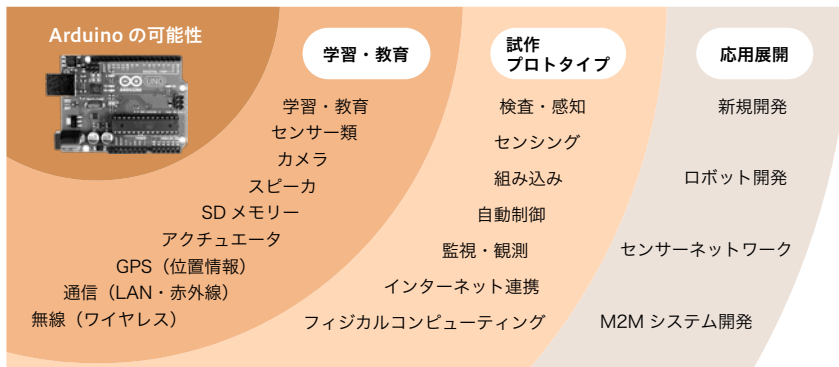 Arduino の可能性
UNO
学習・教育
学習・教育
センサー類
カメラ
スピーカ
SD メモリー
アクチュエータ
GPS（位置情報）
通信（LAN・赤外線）
無線（ワイヤレス）
試作
プロトタイプ
検査・感知
センシング
組み込み
自動制御
監視・観測
インターネット連携
フィジカルコンピューティング
応用展開
新規開発
ロボット開発
センサーネットワーク
M2M システム開発